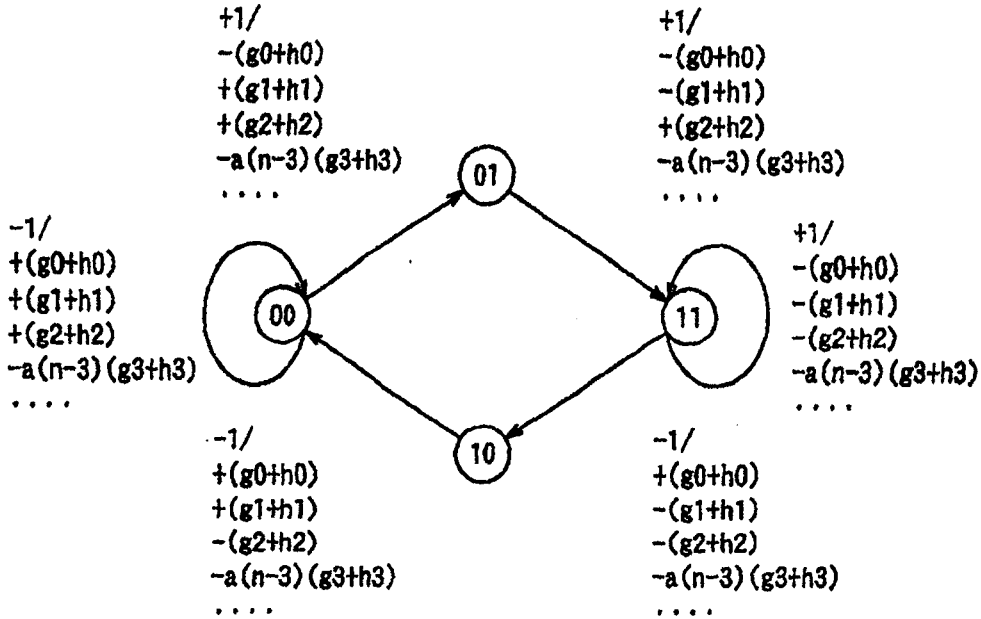 +1/
-(g0+h0)
+(g1+h1)
+(g2+h2)
-a(n-3)(g3+h3)
....
+1/
-(g0+h0)
-(g1+h1)
+(g2+h2)
-a(n-3)(g3+h3)
....
01
-1/
+(g0+h0)
+(g1+h1)
+(g2+h2)
-a(n-3)(g3+h3)
....
00
11
+1/
-(g0+h0)
-(g1+h1)
-(g2+h2)
-a(n-3)(g3+h3)
....
10
-1/
+(g0+h0)
+(g1+h1)
-(g2+h2)
-a(n-3)(g3+h3)
....
-1/
+(g0+h0)
-(g1+h1)
-(g2+h2)
-a(n-3)(g3+h3)
....